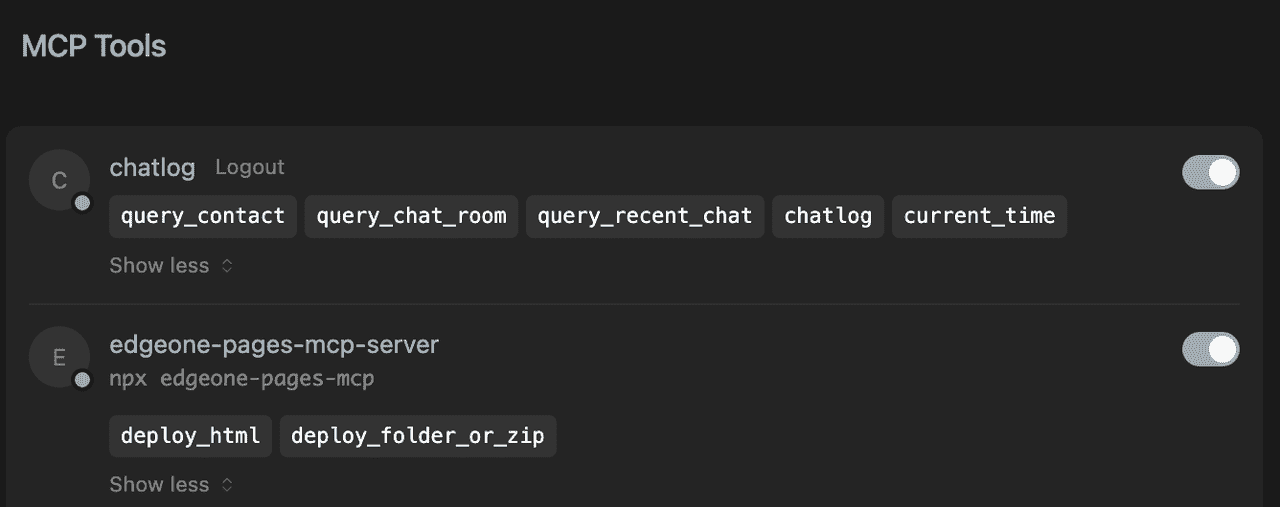 MCP Tools
C
chatlog Logout
query_contact query_chat_room query_recent_chat chatlog current_time
Show less
E
edgeone-pages-mcp-server
npx edgeone-pages-mcp
deploy_html deploy_folder_or_zip
Show less